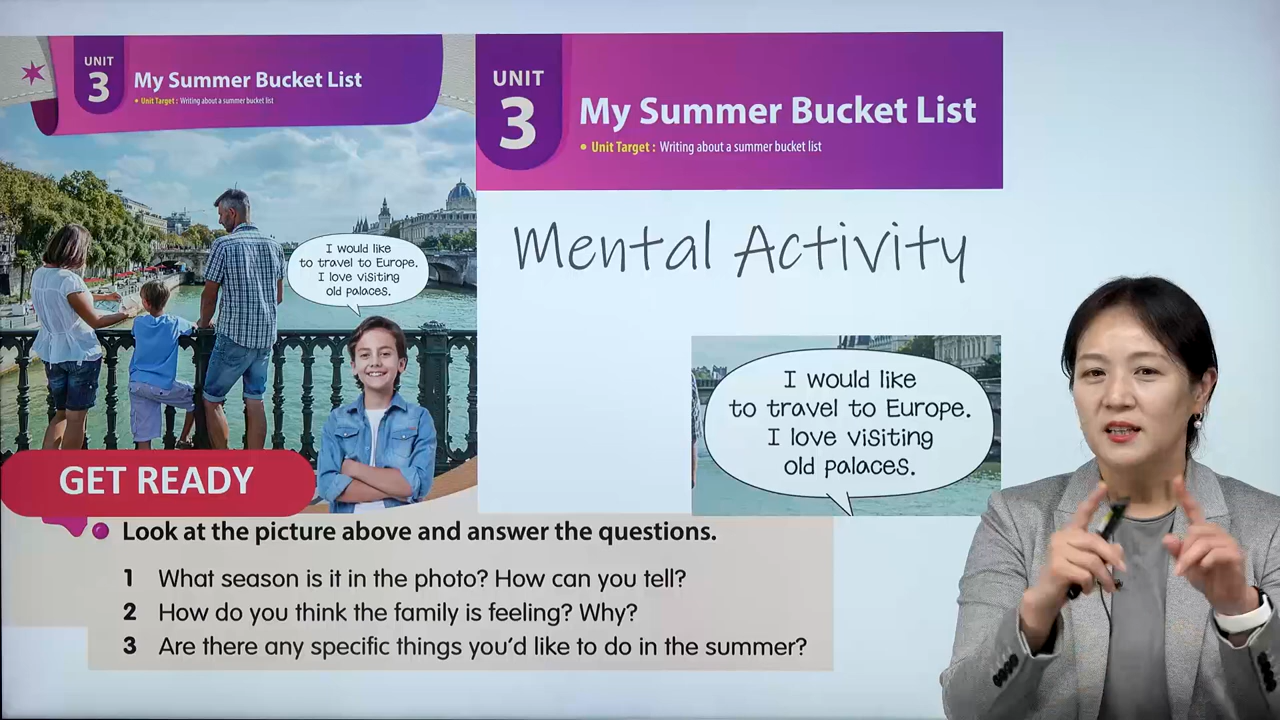 UNIT
3
My Summer Bucket List
• Unit Target : Writing about a summer bucket list
I would like
to travel to Europe.
I love visiting
old palaces.
GET READY
Look at the picture above and answer the questions.
1 What season is it in the photo? How can you tell?
2 How do you think the family is feeling? Why?
3 Are there any specific things you'd like to do in the summer?
UNIT
3
My Summer Bucket List
• Unit Target : Writing about a summer bucket list
Mental Activity
I would like
to travel to Europe.
I love visiting
old palaces.